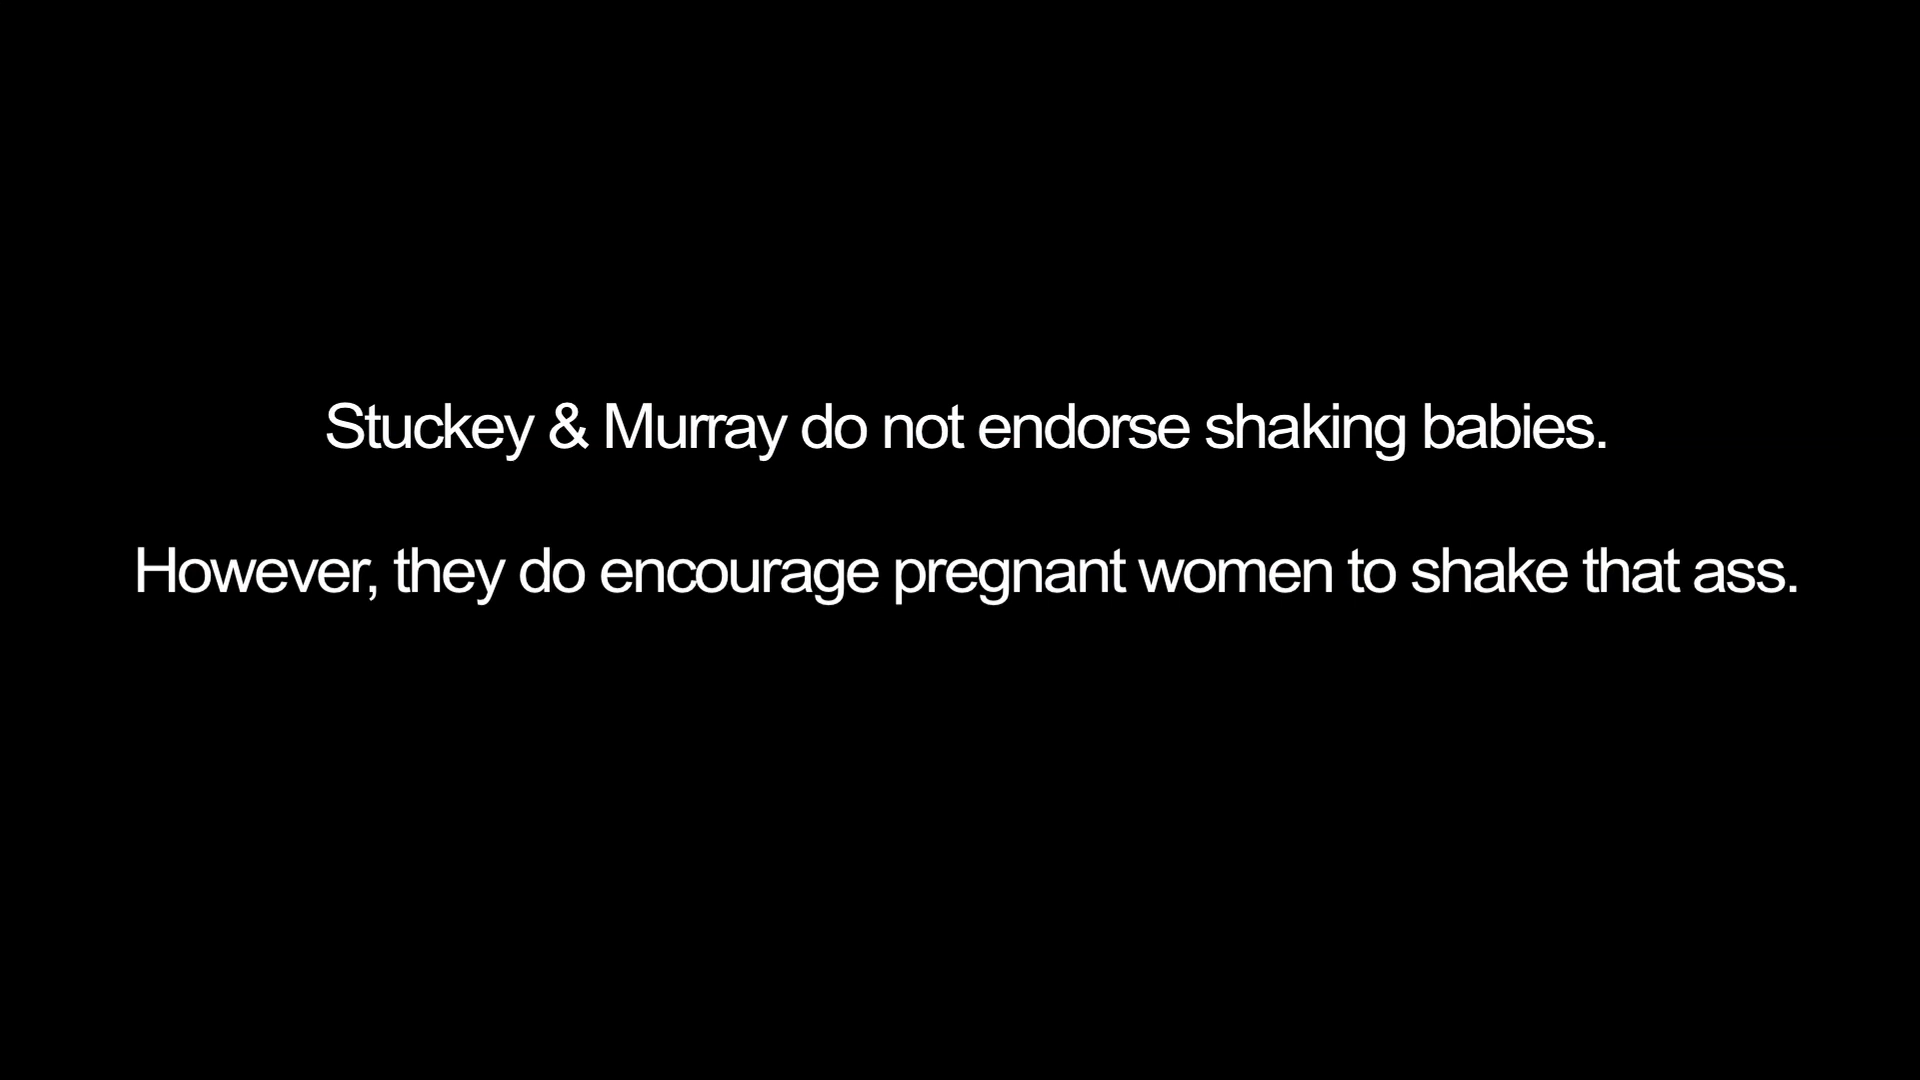 Stuckey & Murray do not endorse shaking babies.
However, they do encourage pregnant women to shake that ass.